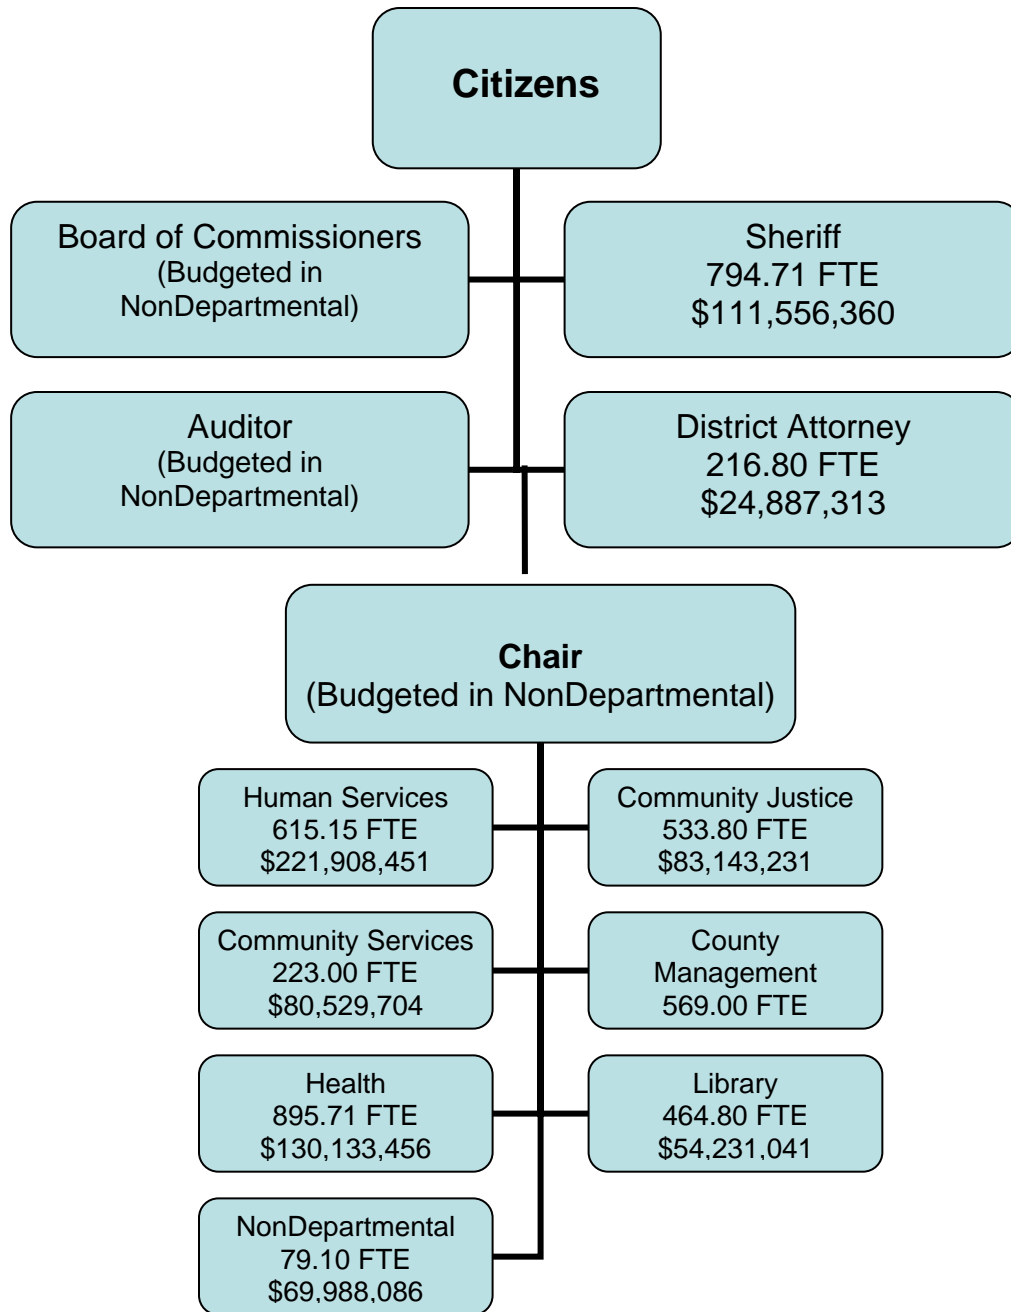 Citizens
Board of Commissioners
(Budgeted in
NonDepartmental)
Sheriff
794.71 FTE
$111,556,360
Auditor
(Budgeted in
NonDepartmental)
District Attorney
216.80 FTE
$24,887,313
Chair
(Budgeted in NonDepartmental)
Human Services
615.15 FTE
$221,908,451
Community Justice
533.80 FTE
$83,143,231
Community Services
223.00 FTE
$80,529,704
County
Management
569.00 FTE
Health
895.71 FTE
$130,133,456
Library
464.80 FTE
$54,231,041
NonDepartmental
79.10 FTE
$69,988,086